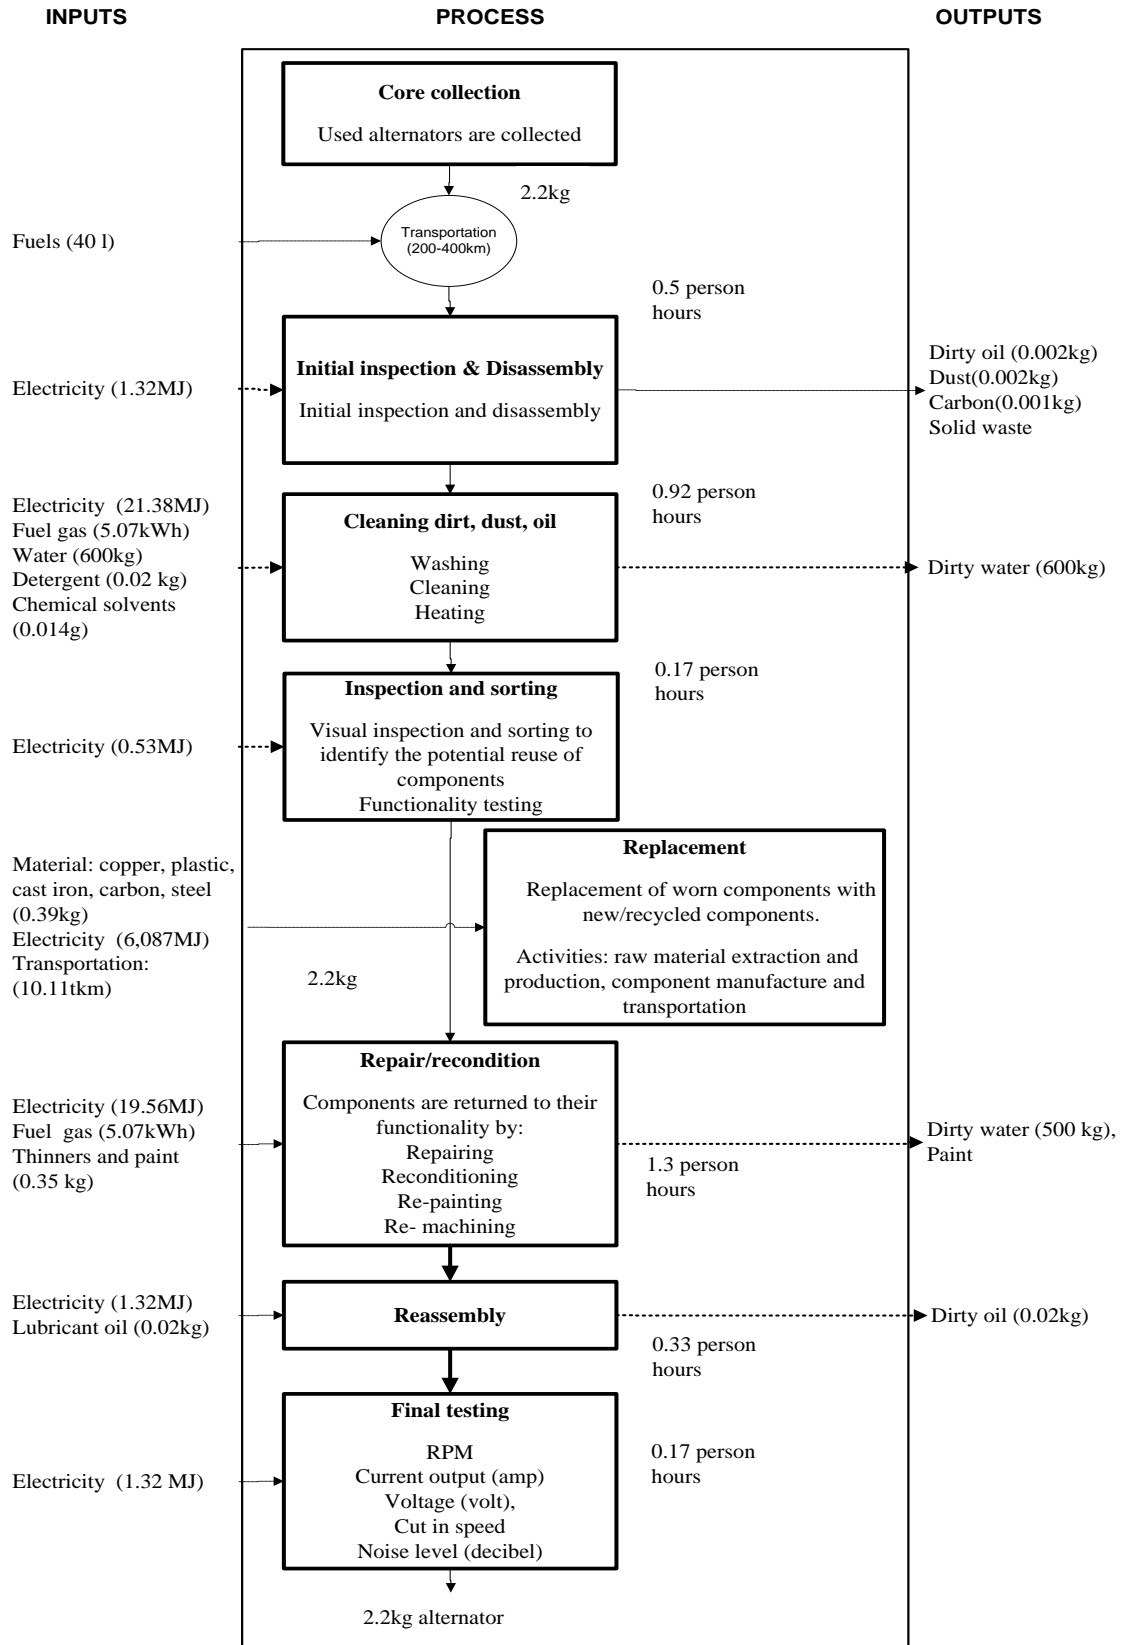 INPUTS
PROCESS
OUTPUTS
Core collection
Used alternators are collected
2.2kg
Fuels (40 l)
Transportation
(200-400km)
0.5 person
hours
Electricity (1.32MJ)
Initial inspection & Disassembly
Initial inspection and disassembly
Dirty oil (0.002kg)
Dust(0.002kg)
Carbon(0.001kg)
Solid waste
Electricity (21.38MJ)
Fuel gas (5.07kWh)
Water (600kg)
Detergent (0.02 kg)
Chemical solvents
(0.014g)
Cleaning dirt, dust, oil
Washing
Cleaning
Heating
0.92 person
hours
Dirty water (600kg)
0.17 person
hours
Electricity (0.53MJ)
Inspection and sorting
Visual inspection and sorting to
identify the potential reuse of
components
Functionality testing
Material: copper, plastic,
cast iron, carbon, steel
(0.39kg)
Electricity (6,087MJ)
Transportation:
(10.11tkm)
2.2kg
Replacement
Replacement of worn components with
new/recycled components.
Activities: raw material extraction and
production, component manufacture and
transportation
Electricity (19.56MJ)
Fuel gas (5.07kWh)
Thinners and paint
(0.35 kg)
Repair/recondition
Components are returned to their
functionality by:
Repairing
Reconditioning
Re-painting
Re- machining
1.3 person
hours
Dirty water (500 kg),
Paint
Electricity (1.32MJ)
Lubricant oil (0.02kg)
Reassembly
0.33 person
hours
Dirty oil (0.02kg)
Electricity (1.32 MJ)
Final testing
RPM
Current output (amp)
Voltage (volt),
Cut in speed
Noise level (decibel)
0.17 person
hours
2.2kg alternator